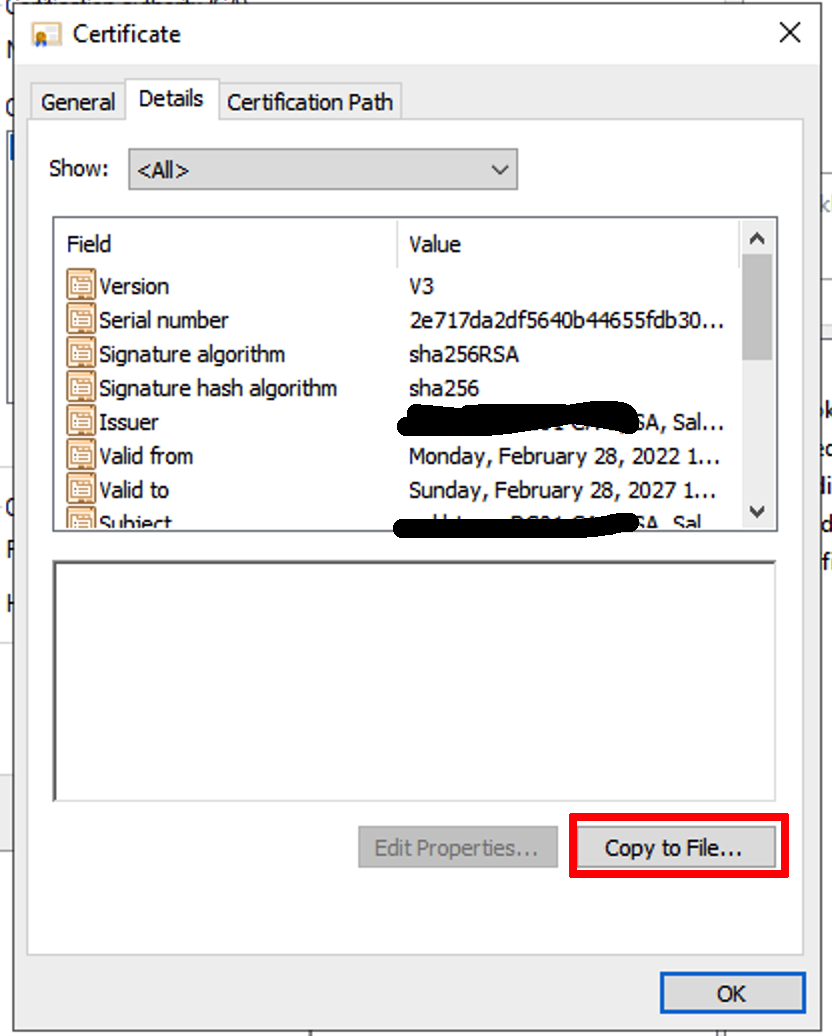 Certificate
General Details Certification Path
Show: <All>
Field Value
Version V3
Serial number 2e717da2df5640b44655fdb30...
Signature algorithm sha256RSA
Signature hash algorithm sha256
Issuer SA, Sal...
Valid from Monday, February 28, 2022 1...
Valid to Sunday, February 28, 2027 1...
Subject SA, Sal
Edit Properties... Copy to File...
OK